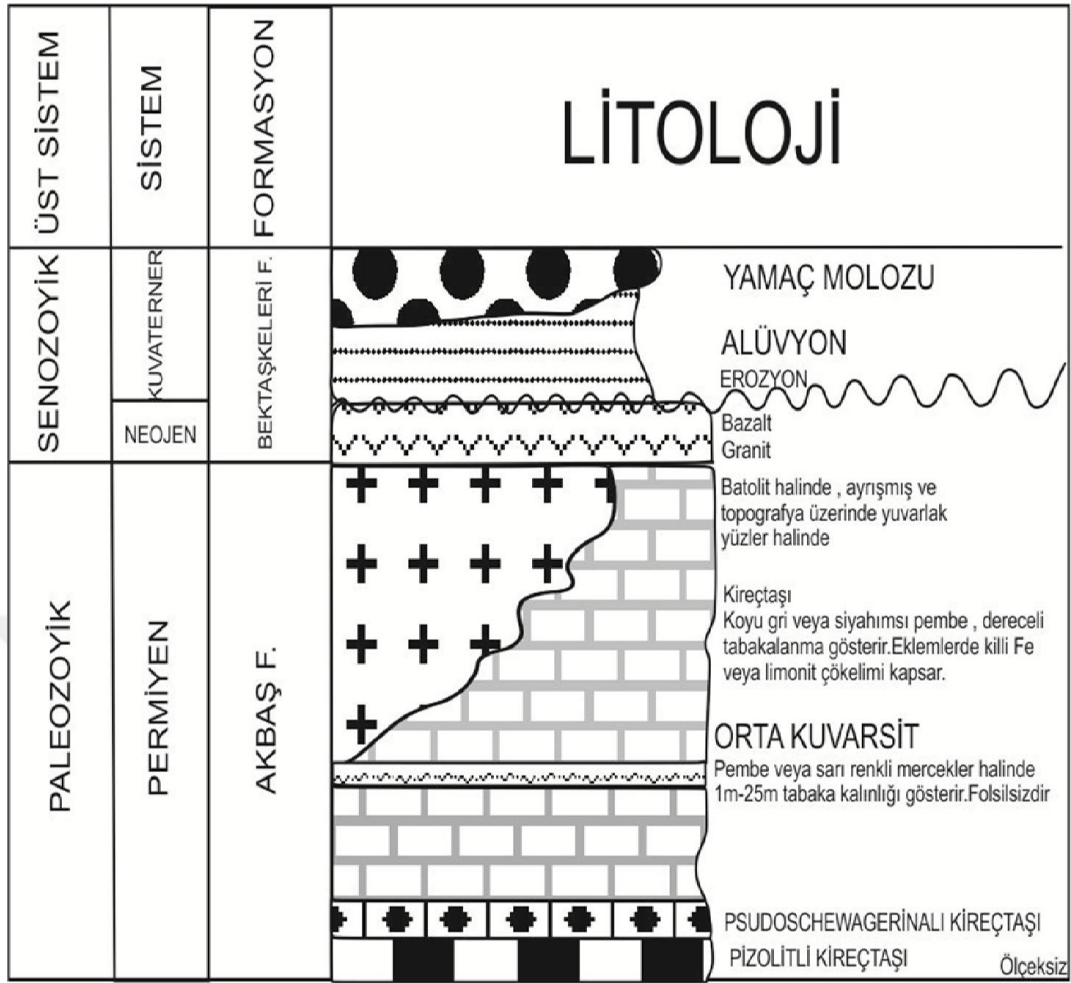 ÜST SİSTEM
SİSTEM
FORMASYON
LİTOLOJİ
SENOZOYİK
KUVATERNER
NEOJEN
BEKTAŞKELERİ F.
YAMAÇ MOLOZU
ALÜVYON
EROZYON
Bazalt
Granit
Batolit halinde , ayrışmış ve
topografya üzerinde yuvarlak
yüzler halinde
PALEOZOYİK
PERMİYEN
AKBAŞ F.
Kireçtaşı
Koyu gri veya siyahımsı pembe , dereceli
tabakalanma gösterir.Eklemlerde killi Fe
veya limonit çökelimi kapsar.
ORTA KUVARSİT
Pembe veya sarı renkli mercekler halinde
1m-25m tabaka kalınlığı gösterir.Folsilsizdir
PSUDOSCHEWAGERİNALI KİREÇTAŞI
PİZOLİTLİ KİREÇTAŞI
Ölçeksiz